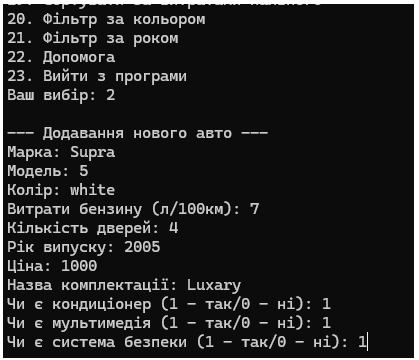 20. Фільтр за кольором
21. Фільтр за роком
22. Допомога
23. Вийти з програми
Ваш вибір: 2
--- Додавання нового авто ---
Марка: Supra
Модель: 5
Колір: white
Витрати бензину (л/100км): 7
Кількість дверей: 4
Рік випуску: 2005
Ціна: 1000
Назва комплектації: Luxary
Чи є кондиціонер (1 - так/0 - ні): 1
Чи є мультимедія (1 - так/0 - ні): 1
Чи є система безпеки (1 - так/0 - ні): 1